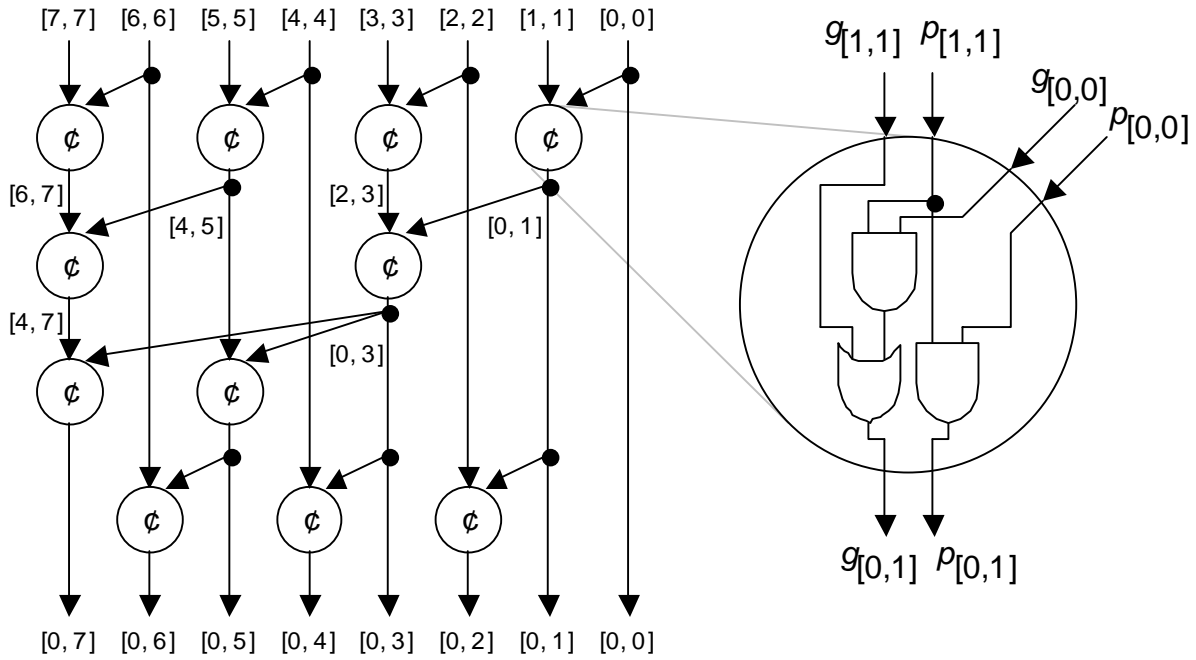 [7, 7] [6, 6] [5, 5] [4, 4] [3, 3] [2, 2] [1, 1] [0, 0]
g[1,1] p[1,1]
g[0,0]
p[0,0]
¢ ¢ ¢ ¢
[6, 7] [2, 3]
[4, 5] [0, 1]
¢ ¢
[4, 7]
[0, 3]
¢ ¢
¢ ¢ ¢
g[0,1] p[0,1]
[0, 7] [0, 6] [0, 5] [0, 4] [0, 3] [0, 2] [0, 1] [0, 0]